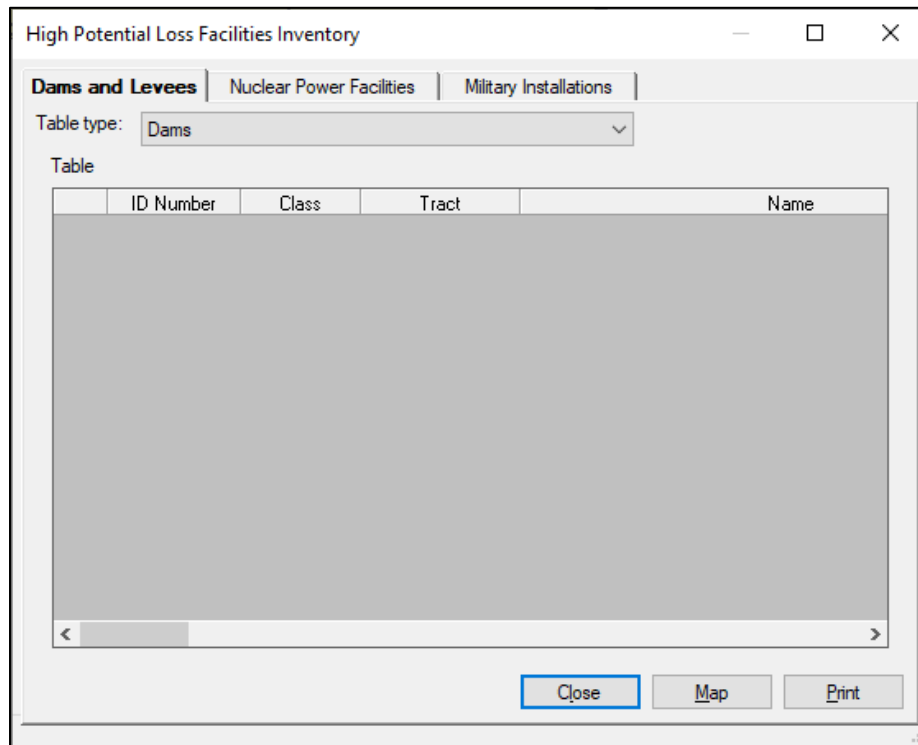 High Potential Loss Facilities Inventory
Dams and Levees Nuclear Power Facilities Military Installations
Table type: Dams
Table
ID Number Class Tract Name
Close Map Print